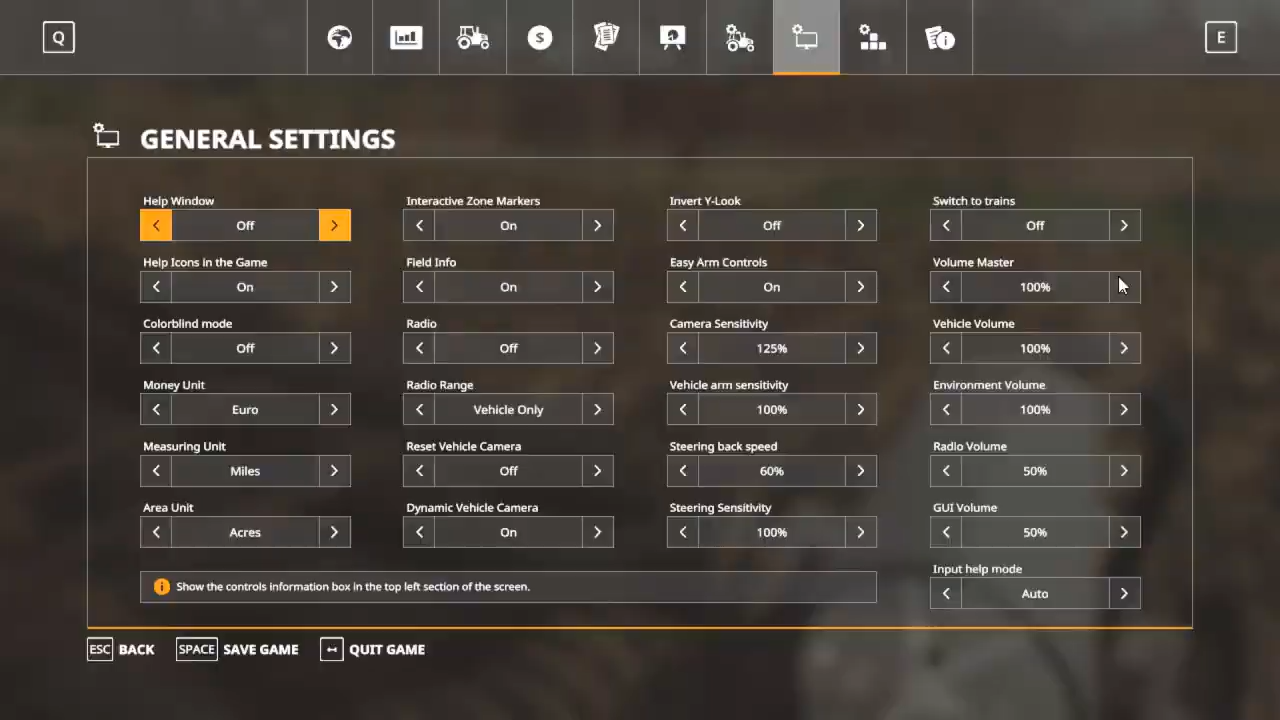 Q
$
E
GENERAL SETTINGS
Help Window
Off
Help Icons in the Game
On
Colorblind mode
Off
Money Unit
Euro
Measuring Unit
Miles
Area Unit
Acres
Interactive Zone Markers
On
Field Info
On
Radio
Off
Radio Range
Vehicle Only
Reset Vehicle Camera
Off
Dynamic Vehicle Camera
On
Invert Y-Look
Off
Easy Arm Controls
On
Camera Sensitivity
125%
Vehicle arm sensitivity
100%
Steering back speed
60%
Steering Sensitivity
100%
Switch to trains
Off
Volume Master
100%
Vehicle Volume
100%
Environment Volume
100%
Radio Volume
50%
GUI Volume
50%
Input help mode
Auto
i Show the controls information box in the top left section of the screen.
ESC BACK SPACE SAVE GAME ↔ QUIT GAME